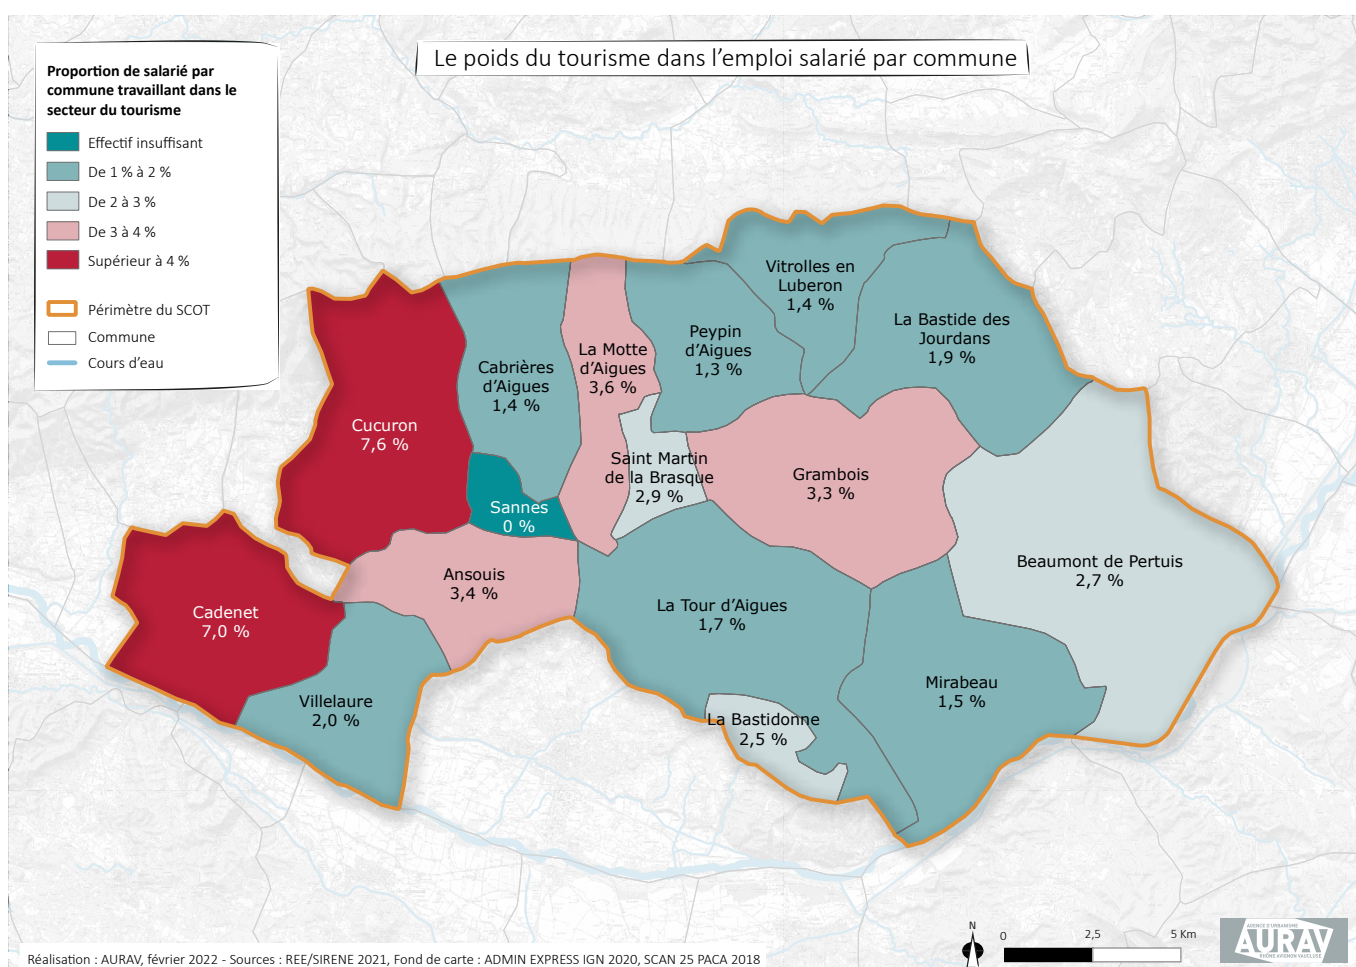 Le poids du tourisme dans l'emploi salarié par commune
Proportion de salarié par
commune travaillant dans le
secteur du tourisme
Effectif insuffisant
De 1 % à 2 %
De 2 à 3 %
De 3 à 4 %
Supérieur à 4 %
Périmètre du SCOT
Commune
Cours d'eau
Vitrolles en
Luberon
1,4 %
La Bastide des
Jourdans
1,9 %
Peypin
d'Aigues
1,3 %
La Motte
d'Aigues
3,6 %
Cabrières
d'Aigues
1,4 %
Cucuron
7,6 %
Saint Martin
de la Brasque
2,9 %
Grambois
3,3 %
Sannes
0 %
Beaumont de Pertuis
2,7 %
Ansouis
3,4 %
Cadenet
7,0 %
La Tour d'Aigues
1,7 %
Mirabeau
1,5 %
Villelaure
2,0 %
La Bastidonne
2,5 %
N
0 2,5 5 Km
AGENCE D'URBANISME
AURAV
RHÔNE AVIGNON VAUCLUSE
Réalisation : AURAV, février 2022 - Sources : REE/SIRENE 2021, Fond de carte : ADMIN EXPRESS IGN 2020, SCAN 25 PACA 2018